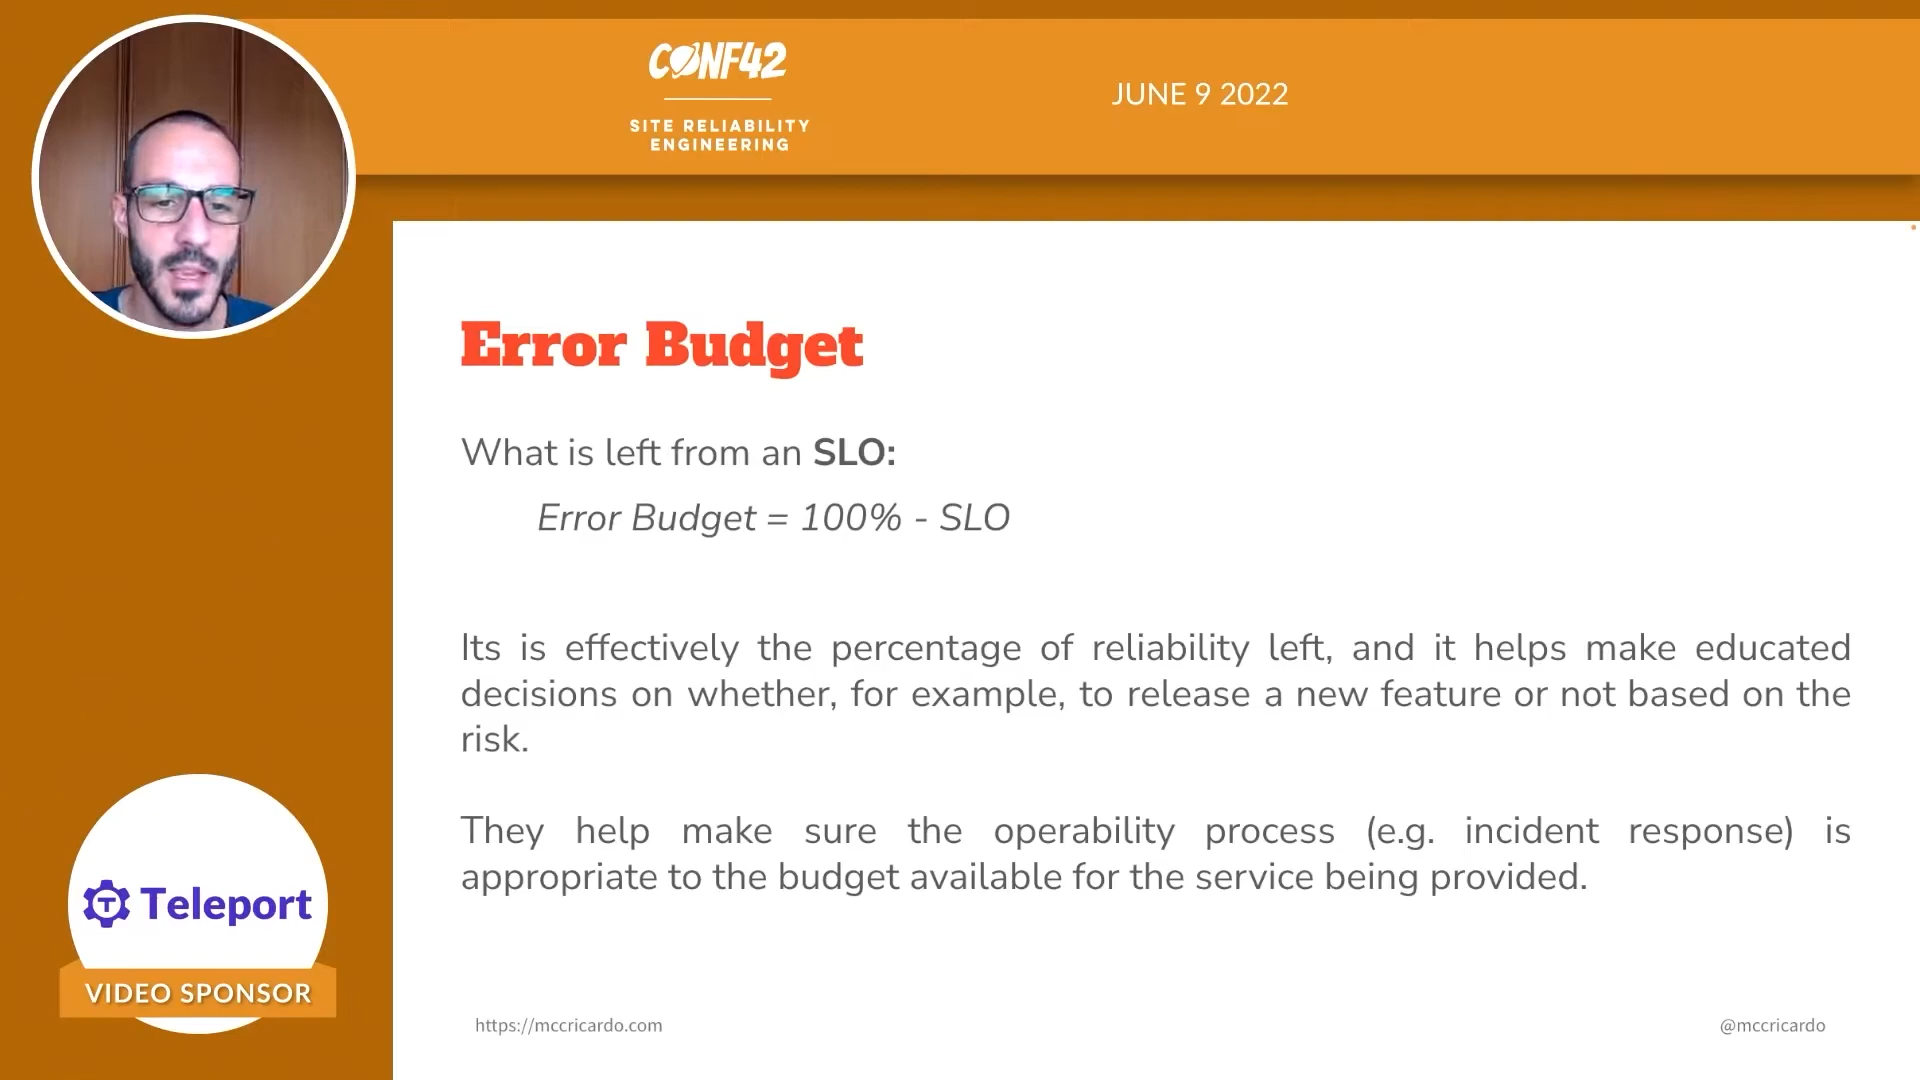 CONF42
SITE RELIABILITY
ENGINEERING
JUNE 9 2022
Error Budget
What is left from an SLO:
Error Budget = 100% - SLO
Its is effectively the percentage of reliability left, and it helps make educated
decisions on whether, for example, to release a new feature or not based on the
risk.
They help make sure the operability process (e.g. incident response) is
appropriate to the budget available for the service being provided.
Teleport
VIDEO SPONSOR
https://mccricardo.com
@mccricardo